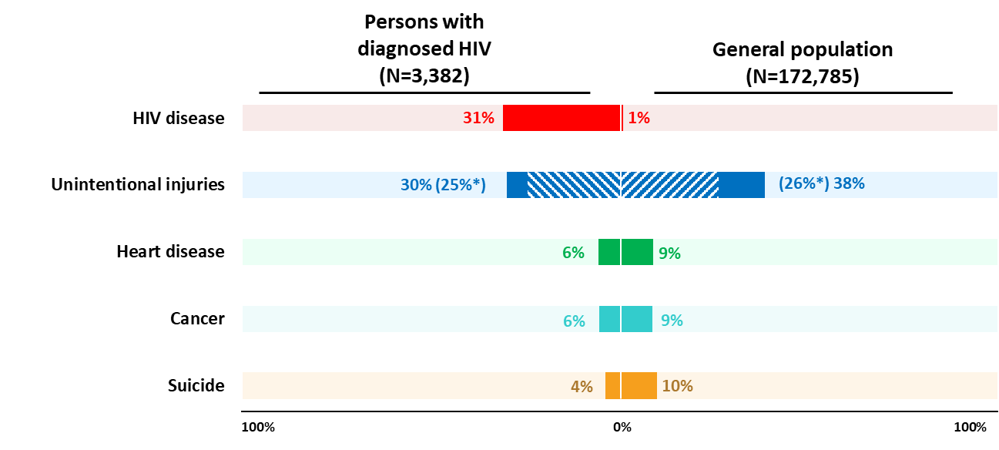 Persons with
diagnosed HIV
(N=3,382)
General population
(N=172,785)
HIV disease
31%
1%
Unintentional injuries
30% (25%*)
(26%*) 38%
Heart disease
6%
9%
Cancer
6%
9%
Suicide
4%
10%
100%
0%
100%